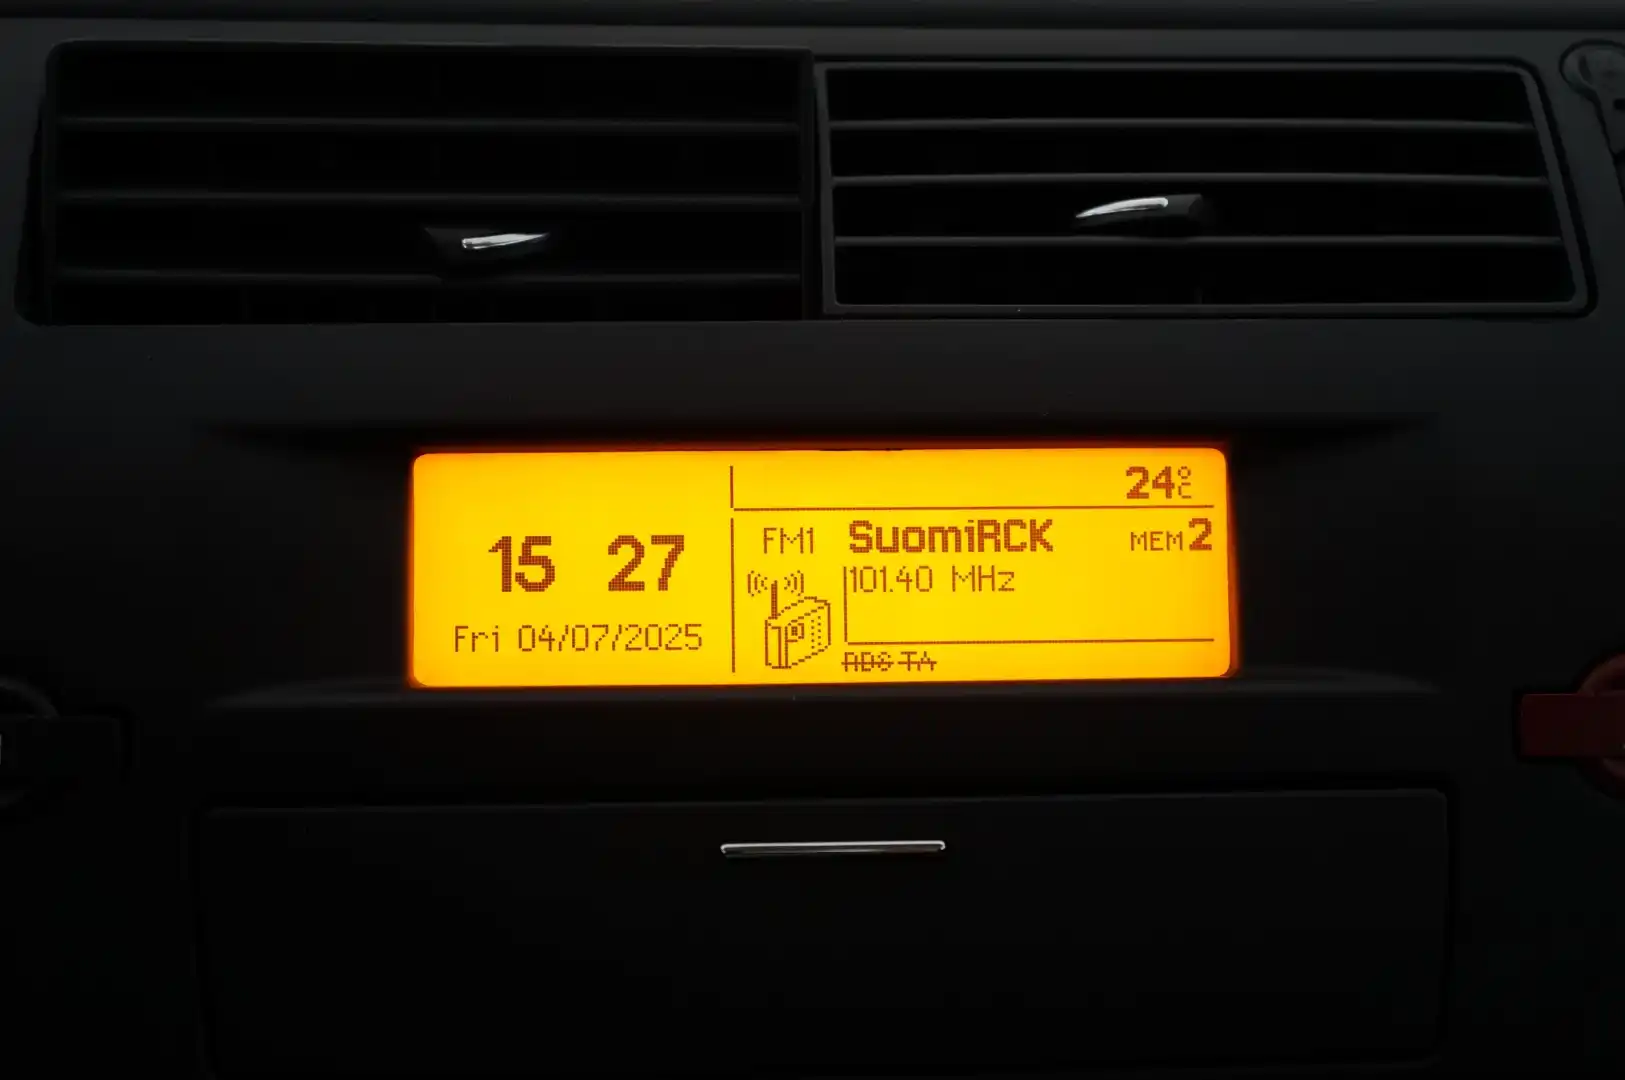 24°C
15 27
Fri 04/07/2025
FM1 SuomiRCK MEM 2
101.40 MHz
RDS TA